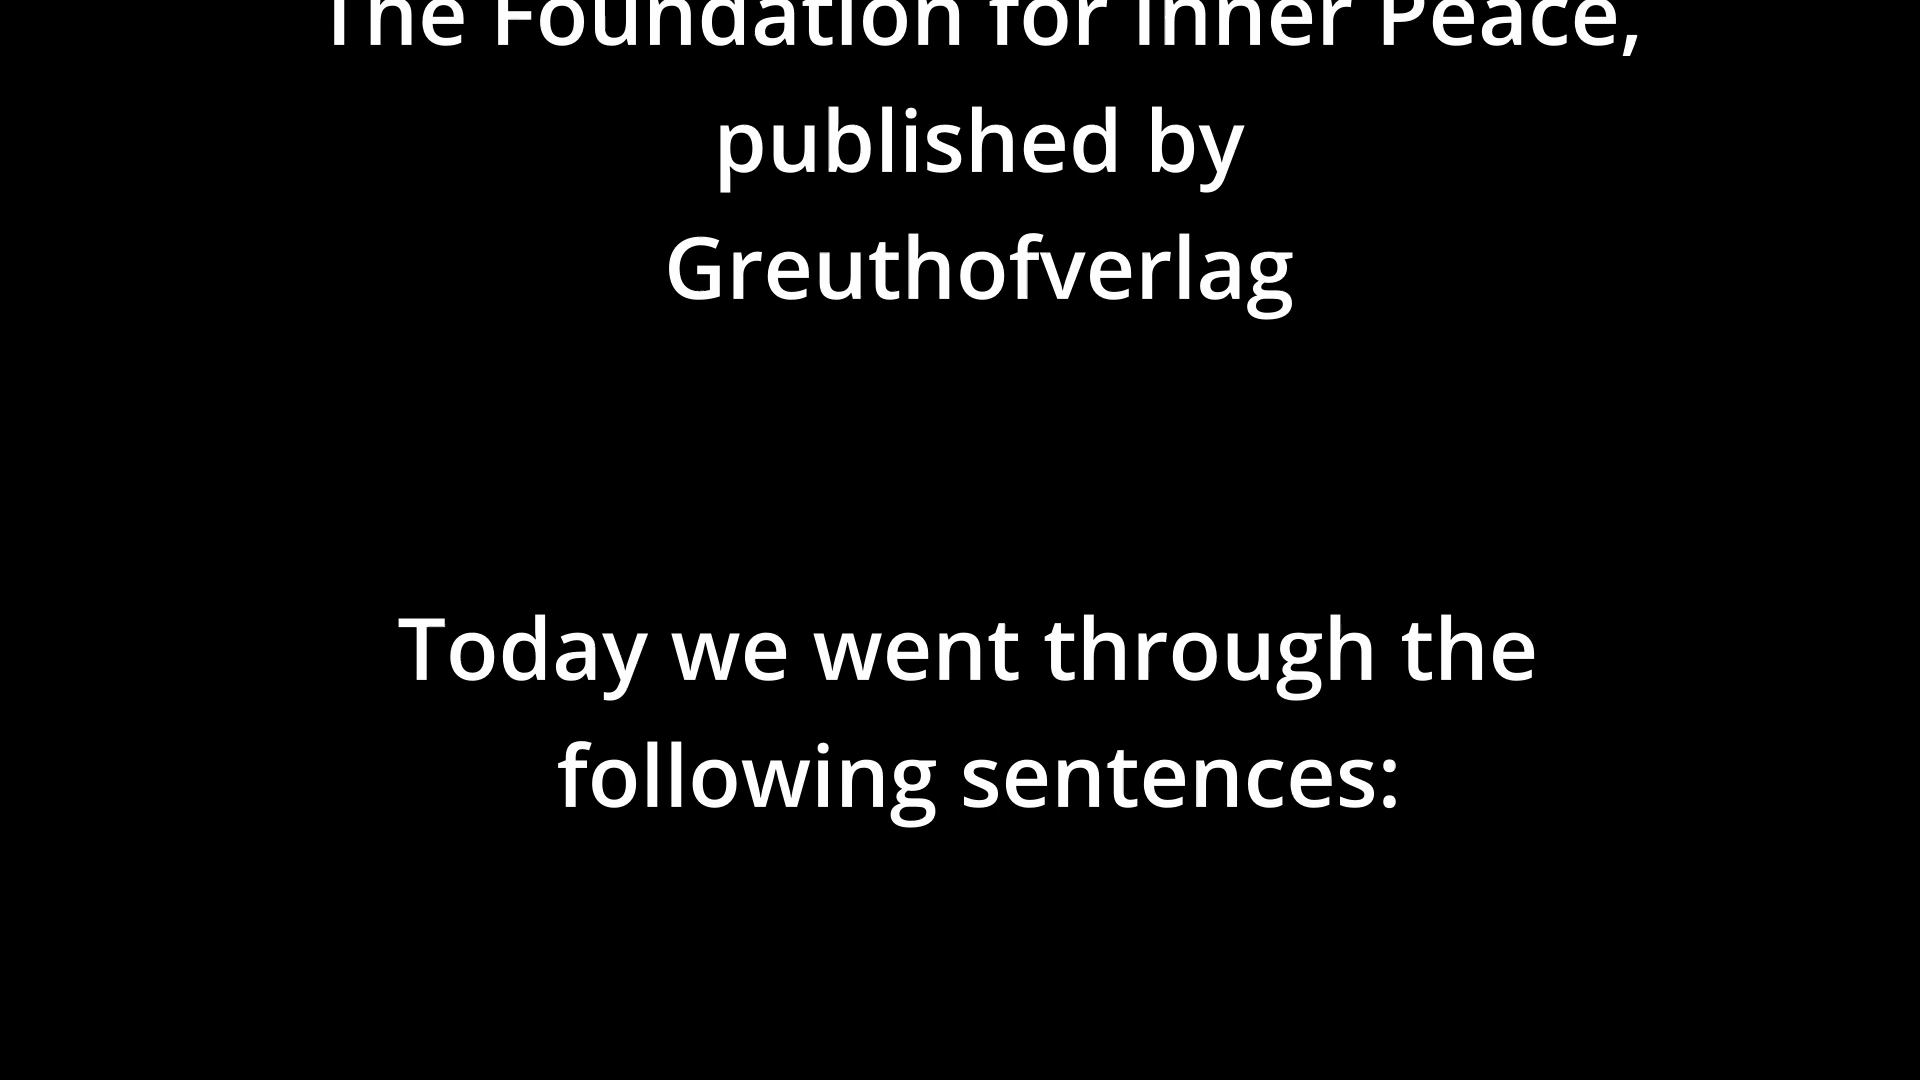 The Foundation for Inner Peace,
published by
Greuthofverlag
Today we went through the
following sentences: